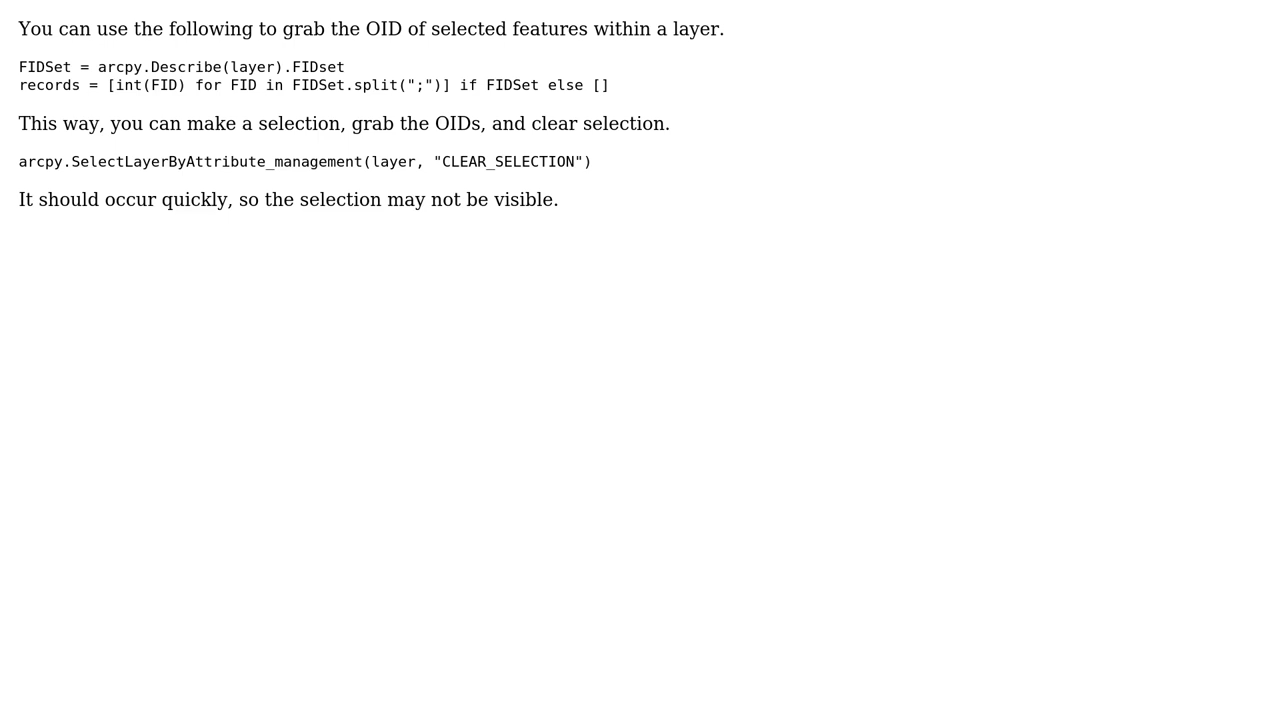 You can use the following to grab the OID of selected features within a layer.
FIDSet = arcpy.Describe(layer).FIDset
records = [int(FID) for FID in FIDSet.split(";")] if FIDSet else []
This way, you can make a selection, grab the OIDs, and clear selection.
arcpy.SelectLayerByAttribute_management(layer, "CLEAR_SELECTION")
It should occur quickly, so the selection may not be visible.